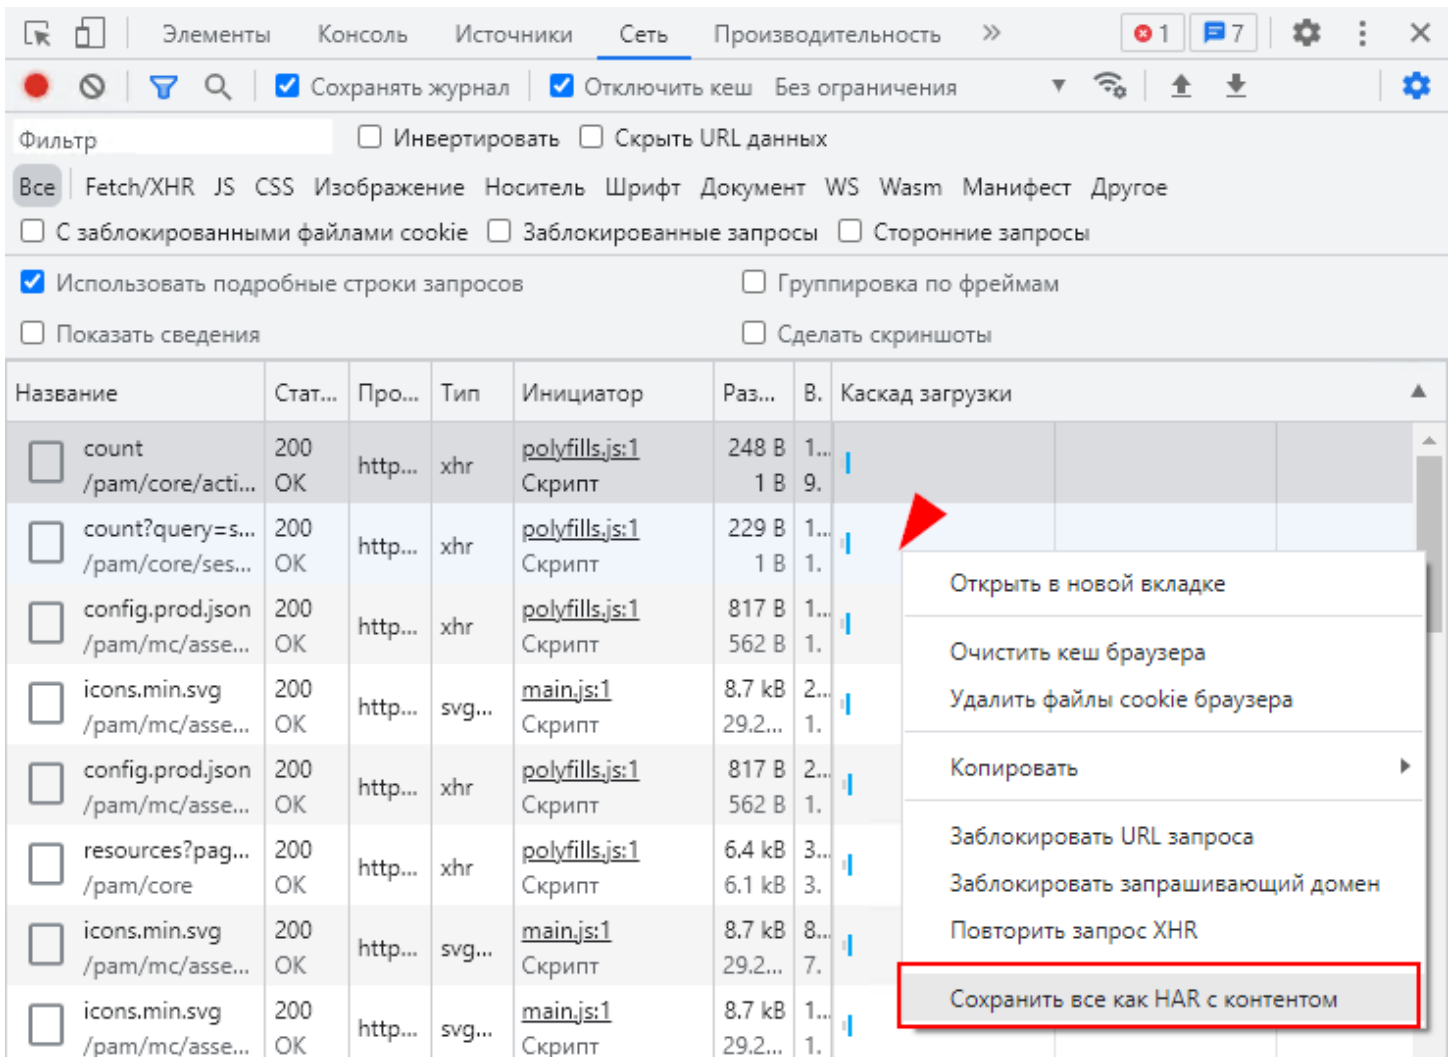 Элементы Консоль Источники Сеть Производительность 1 7
Сохранять журнал Отключить кеш Без ограничения
Фильтр Инвертировать Скрыть URL данных
Все Fetch/XHR JS CSS Изображение Носитель Шрифт Документ WS Wasm Манифест Другое
С заблокированными файлами cookie Заблокированные запросы Сторонние запросы
Использовать подробные строки запросов Группировка по фреймам
Показать сведения Сделать скриншоты
Название Стат... Про... Тип Инициатор Раз... В. Каскад загрузки
count 200 http... xhr polyfills.js:1 248 B 1...
/pam/core/acti... OK Скрипт 1 B 9.
count?query=s... 200 http... xhr polyfills.js:1 229 B 1...
/pam/core/ses... OK Скрипт 1 B 1.
config.prod.json 200 http... xhr polyfills.js:1 817 B 1...
/pam/mc/asse... OK Скрипт 562 B 1.
icons.min.svg 200 http... svg... main.js:1 8.7 kB 2...
/pam/mc/asse... OK Скрипт 29.2... 1.
config.prod.json 200 http... xhr polyfills.js:1 817 B 2...
/pam/mc/asse... OK Скрипт 562 B 1.
resources?pag... 200 http... xhr polyfills.js:1 6.4 kB 3...
/pam/core OK Скрипт 6.1 kB 3.
icons.min.svg 200 http... svg... main.js:1 8.7 kB 8...
/pam/mc/asse... OK Скрипт 29.2... 7.
icons.min.svg 200 http... svg... main.js:1 8.7 kB 1...
/pam/mc/asse... OK Скрипт 29.2... 1.
Открыть в новой вкладке
Очистить кеш браузера
Удалить файлы cookie браузера
Копировать
Заблокировать URL запроса
Заблокировать запрашивающий домен
Повторить запрос XHR
Сохранить все как HAR с контентом